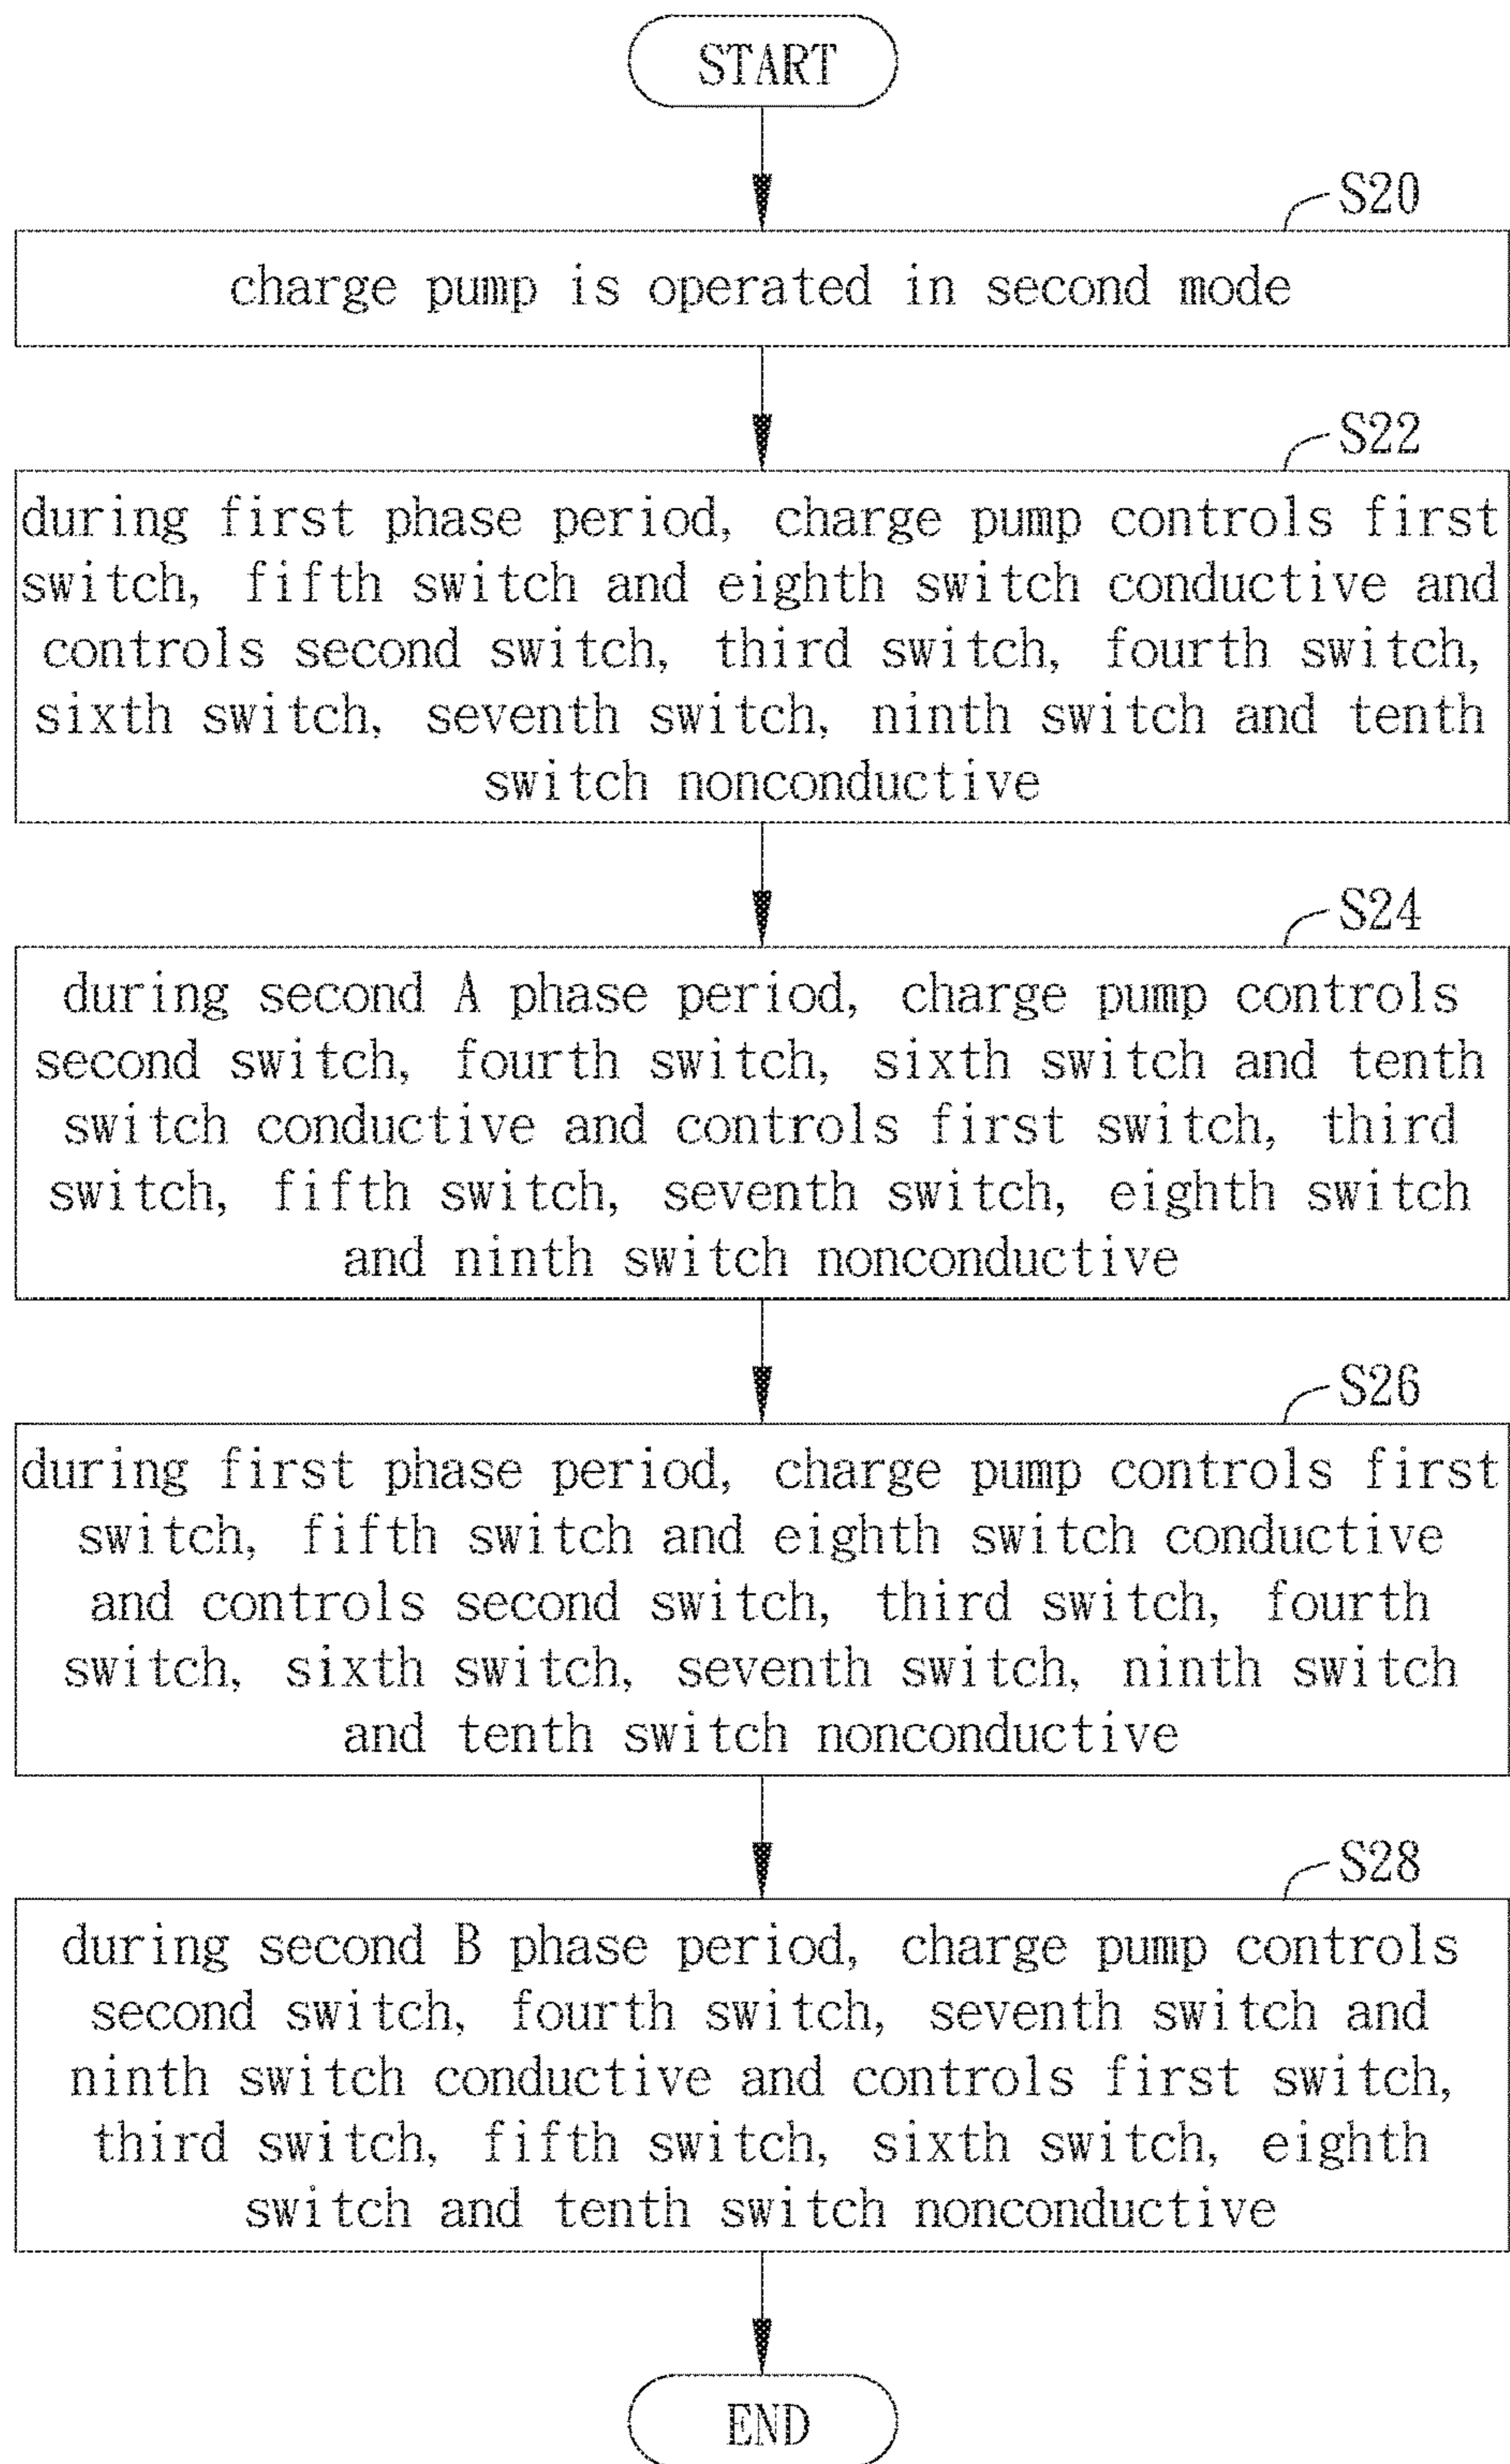 START
S20
charge pump is operated in second mode
S22
during first phase period, charge pump controls first
switch, fifth switch and eighth switch conductive and
controls second switch, third switch, fourth switch,
sixth switch, seventh switch, ninth switch and tenth
switch nonconductive
S24
during second A phase period, charge pump controls
second switch, fourth switch, sixth switch and tenth
switch conductive and controls first switch, third
switch, fifth switch, seventh switch, eighth switch
and ninth switch nonconductive
S26
during first phase period, charge pump controls first
switch, fifth switch and eighth switch conductive
and controls second switch, third switch, fourth
switch, sixth switch, seventh switch, ninth switch
and tenth switch nonconductive
S28
during second B phase period, charge pump controls
second switch, fourth switch, seventh switch and
ninth switch conductive and controls first switch,
third switch, fifth switch, sixth switch, eighth
switch and tenth switch nonconductive
END